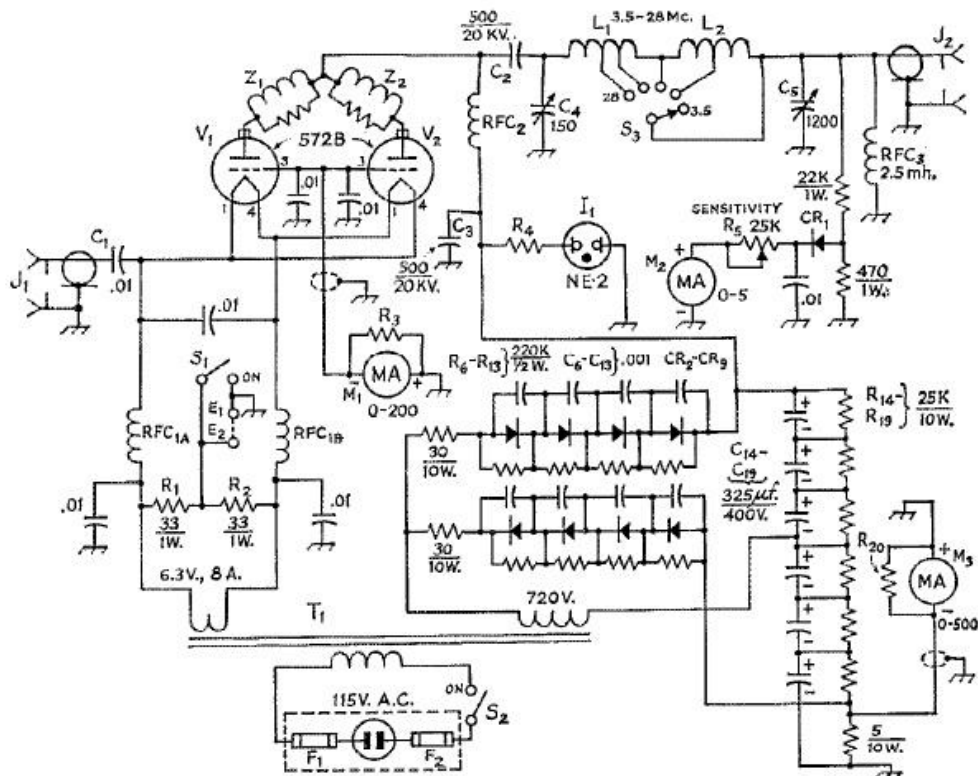 500
20 KV.
C2
L1
3.5-28 Mc.
L2
J2
Z1
Z2
28
3.5
S3
C4
150
C5
1200
RFC2
RFC3
2.5 mh.
V1
V2
572B
3
3
.01
.01
1
4
1
4
C1
.01
J1
C3
500
20 KV.
R4
I1
NE-2
SENSITIVITY
R5
25K
CR1
22K
1W.
M2
+
MA
-
0-5
.01
470
1W.
.01
S1
ON
E1
E2
R3
-
MA
+
M1
0-200
RFC1A
RFC1B
R6-R13 } 220K
½W.
C6-C13 } .001
CR2-CR9
R14-
R19 } 25K
10W.
30
10W.
C14-
C19
325 µf.
400V.
.01
R1
33
1W.
R2
33
1W.
.01
30
10W.
R20
+
M3
MA
-
0-500
6.3V., 8 A.
T1
720V.
+
-
+
-
+
-
+
-
+
-
+
-
115V. A.C.
ON
S2
F1
F2
5
10W.